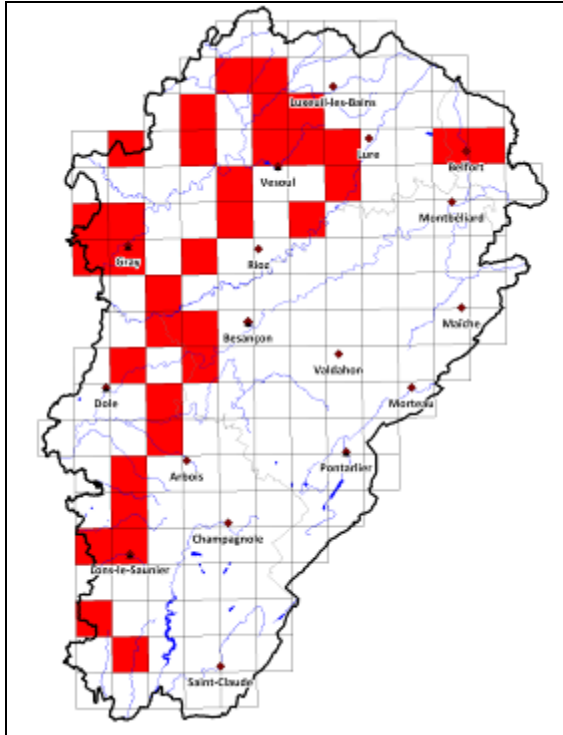 Luxeuil-les-Bains
Lure
Belfort
Vesoul
Montbéliard
Gray
Rioz
Maîche
Besançon
Valdahon
Dole
Morteau
Arbois
Pontarlier
Champagnole
Lons-le-Saunier
Saint-Claude